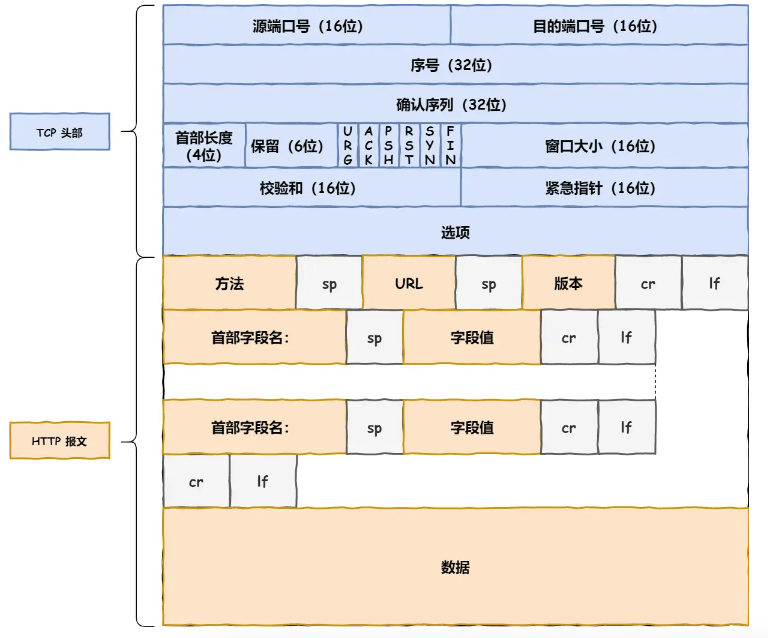 源端口号（16位）
目的端口号（16位）
序号（32位）
确认序列（32位）
TCP 头部
首部长度
（4位）
保留（6位）
URG
ACK
PSH
RST
SYN
FIN
窗口大小（16位）
校验和（16位）
紧急指针（16位）
选项
方法
sp
URL
sp
版本
cr
lf
首部字段名：
sp
字段值
cr
lf
HTTP 报文
首部字段名：
sp
字段值
cr
lf
cr
lf
数据